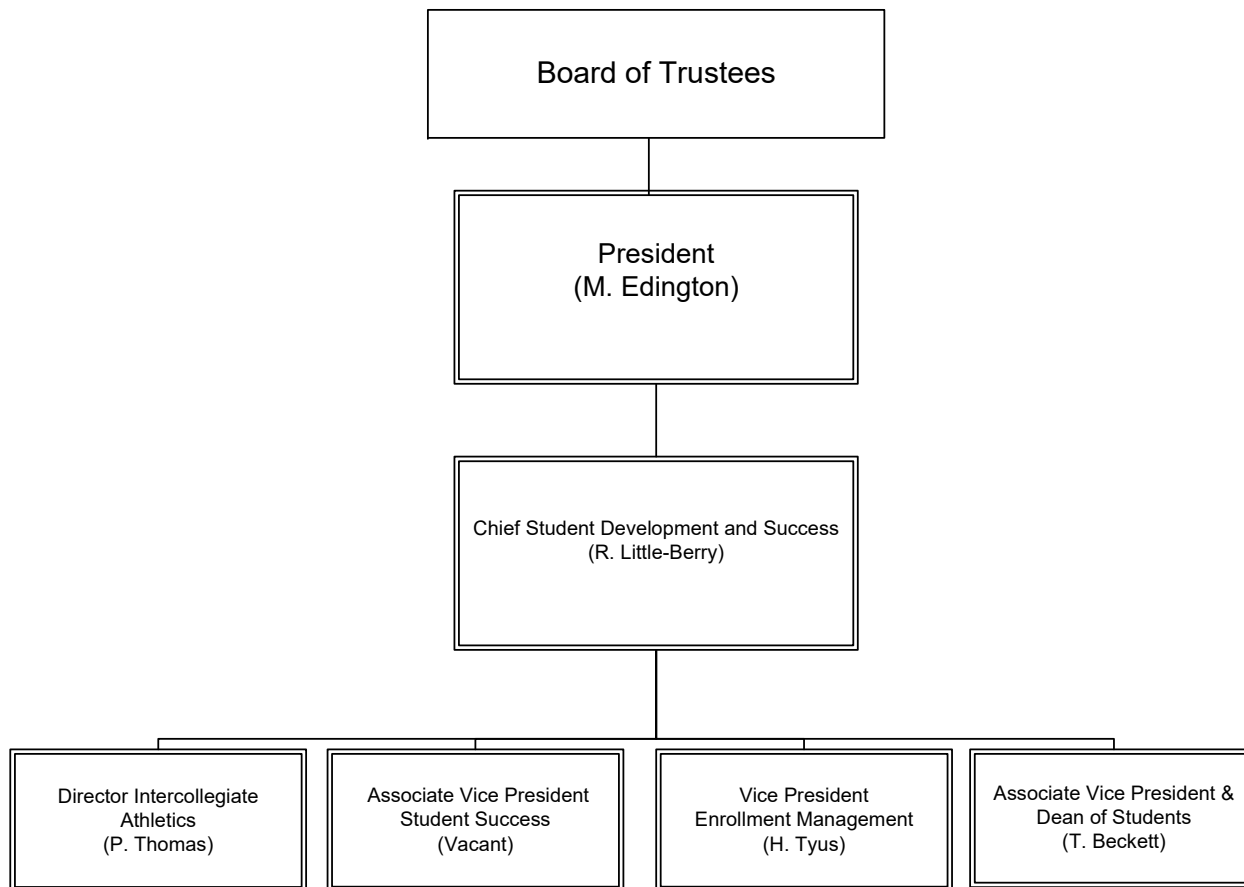 Board of Trustees
President
(M. Edington)
Chief Student Development and Success
(R. Little-Berry)
Director Intercollegiate
Athletics
(P. Thomas)
Associate Vice President
Student Success
(Vacant)
Vice President
Enrollment Management
(H. Tyus)
Associate Vice President &
Dean of Students
(T. Beckett)